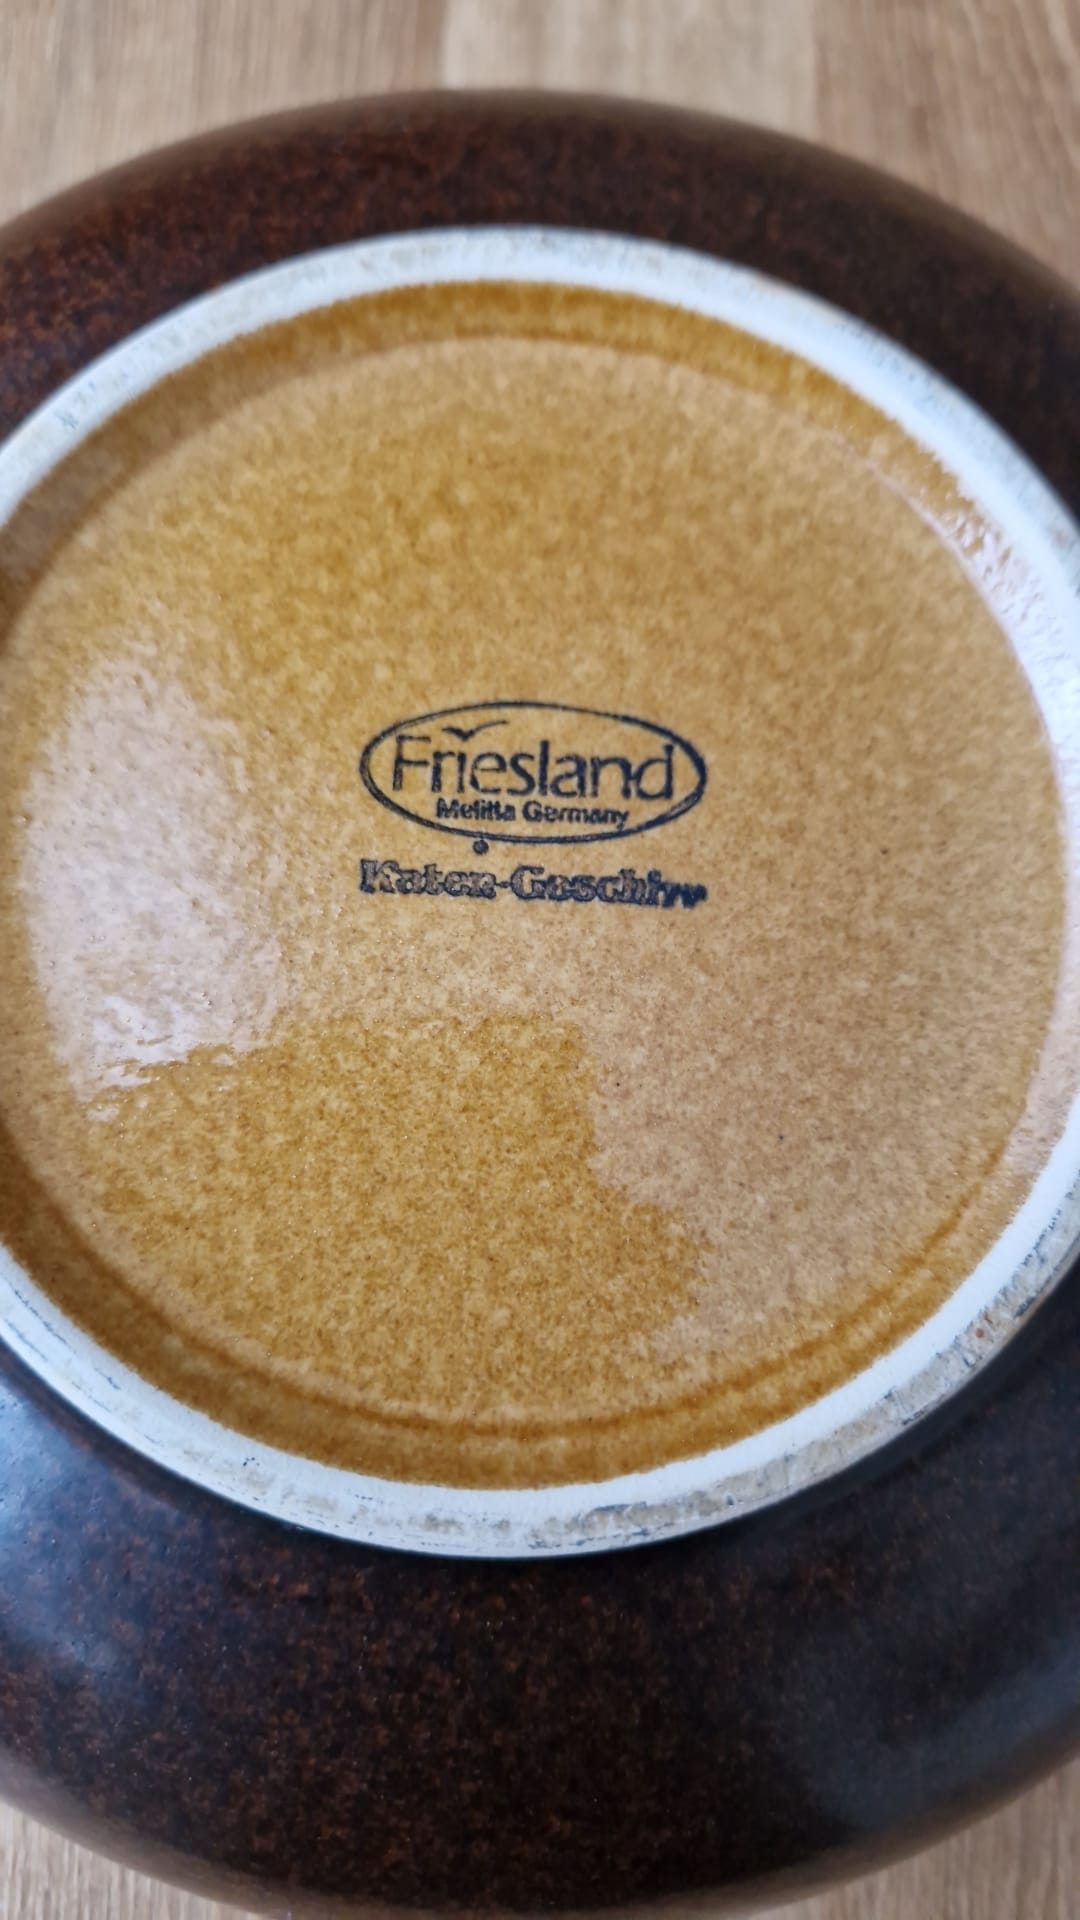 Friesland
Melitta Germany
Katen-Geschirr